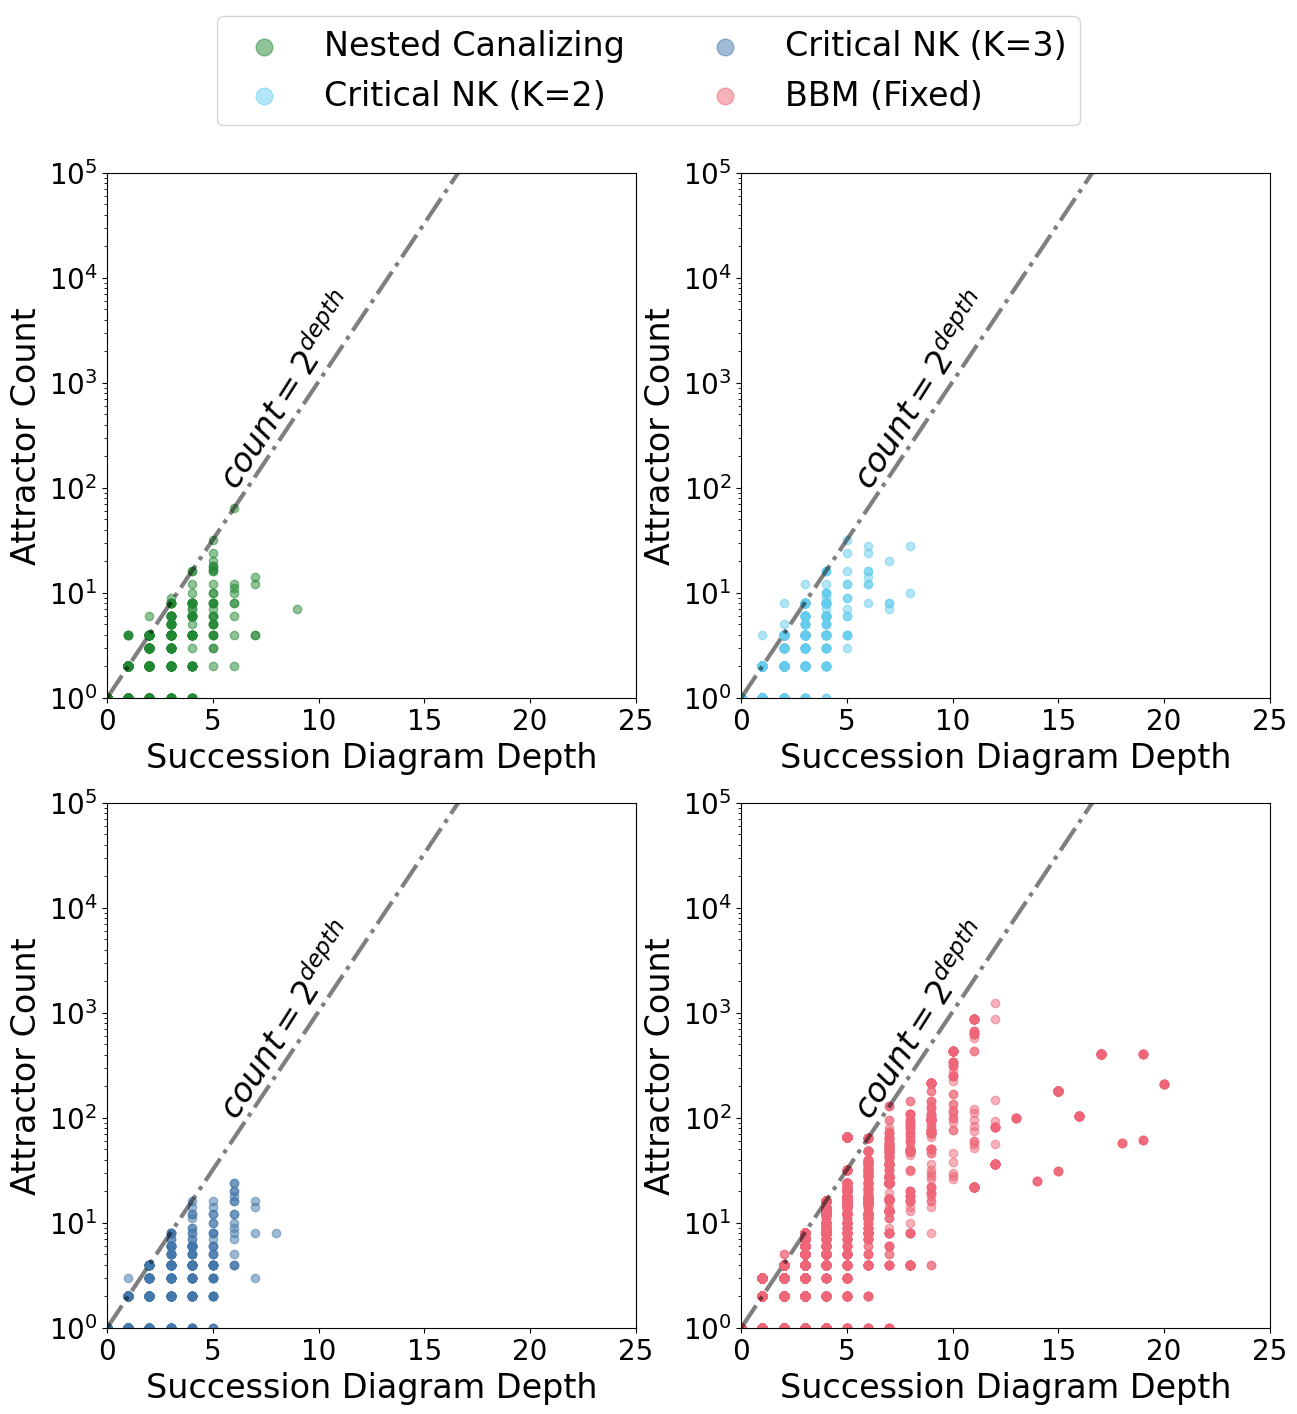 Nested Canalizing
Critical NK (K=2)
Critical NK (K=3)
BBM (Fixed)
10^5
10^4
10^3
10^2
10^1
10^0
Attractor Count
count = 2^depth
0 5 10 15 20 25
Succession Diagram Depth
10^5
10^4
10^3
10^2
10^1
10^0
Attractor Count
count = 2^depth
0 5 10 15 20 25
Succession Diagram Depth
10^5
10^4
10^3
10^2
10^1
10^0
Attractor Count
count = 2^depth
0 5 10 15 20 25
Succession Diagram Depth
10^5
10^4
10^3
10^2
10^1
10^0
Attractor Count
count = 2^depth
0 5 10 15 20 25
Succession Diagram Depth